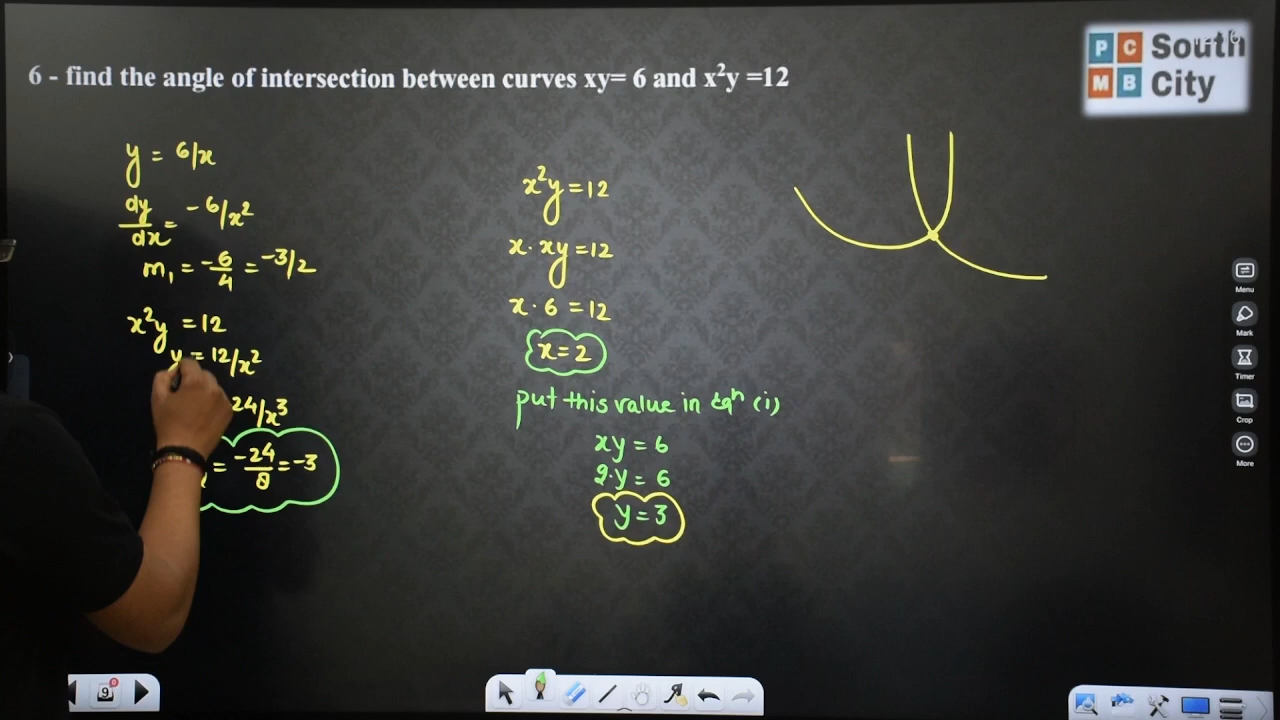 6 - find the angle of intersection between curves xy= 6 and x²y =12
P C South
M B City
y = 6/x
dy/dx = -6/x²
m₁ = -6/4 = -3/2
x²y = 12
y = 12/x²
24/x³
= -24/8 = -3
x²y = 12
x · xy = 12
x · 6 = 12
x = 2
put this value in eqⁿ (i)
xy = 6
2·y = 6
y = 3
Menu
Mark
Timer
Crop
More
9